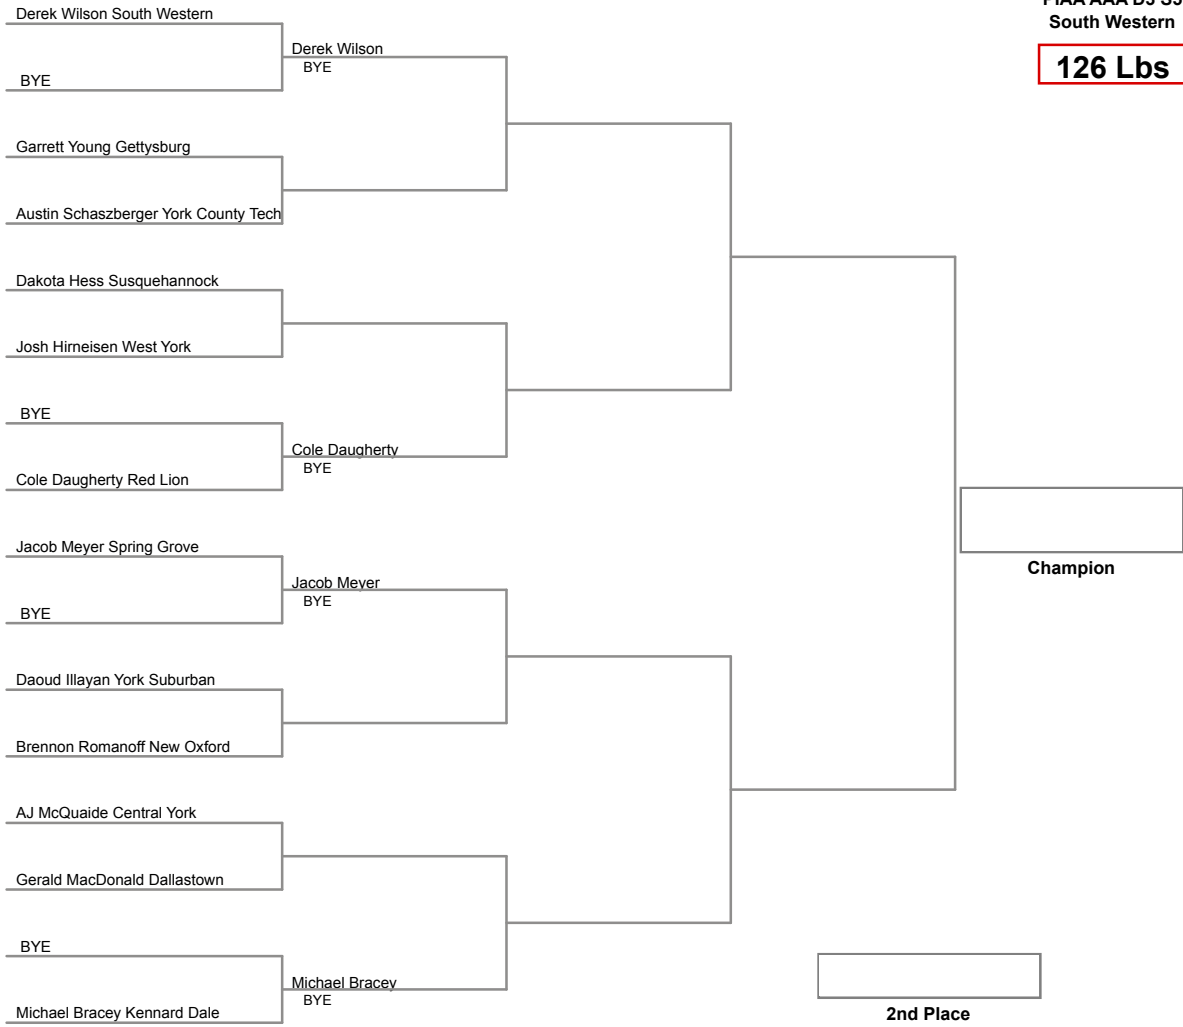 PIAA AAA D3 S3
Derek Wilson South Western
South Western
Derek Wilson
BYE
126 Lbs
BYE
Garrett Young Gettysburg
Austin Schaszberger York County Tech
Dakota Hess Susquehannock
Josh Hirneisen West York
BYE
Cole Daugherty
BYE
Cole Daugherty Red Lion
Jacob Meyer Spring Grove
Champion
Jacob Meyer
BYE
BYE
Daoud Illayan York Suburban
Brennon Romanoff New Oxford
AJ McQuaide Central York
Gerald MacDonald Dallastown
BYE
Michael Bracey
BYE
Michael Bracey Kennard Dale
2nd Place